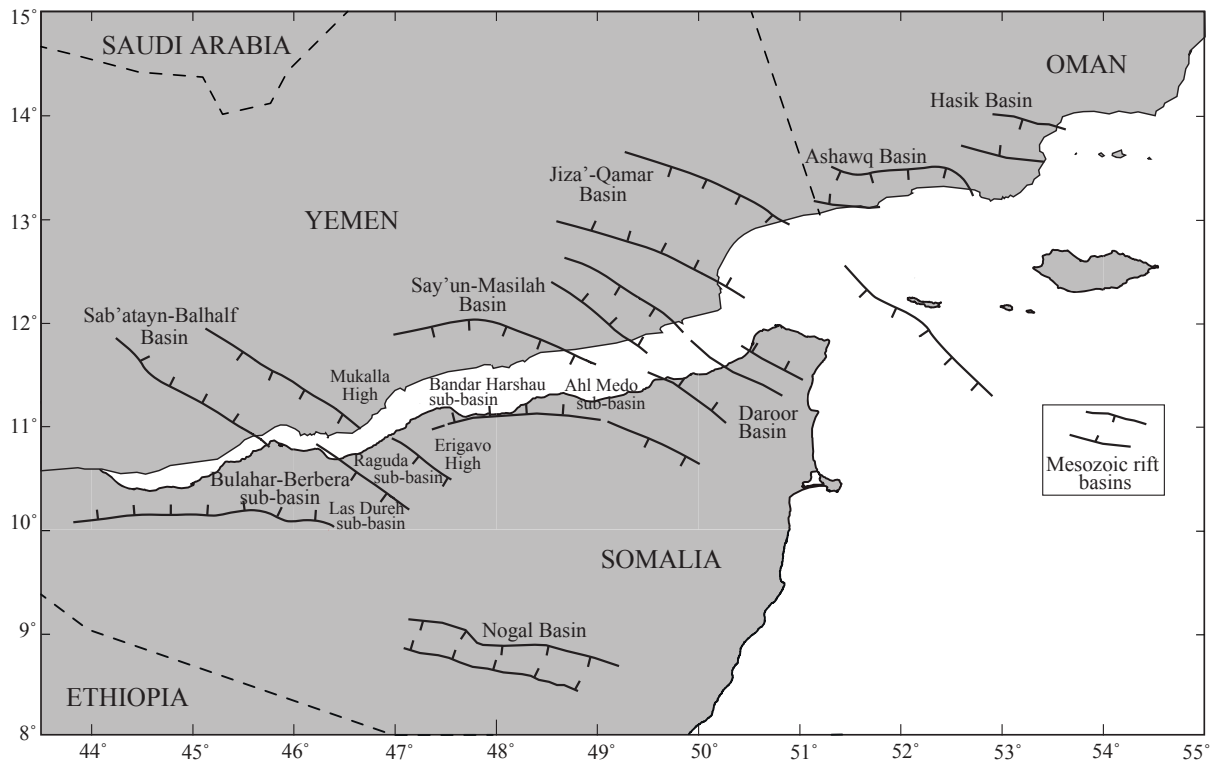 15°
SAUDI ARABIA
OMAN
14°
Hasik Basin
Ashawq Basin
Jiza’-Qamar
Basin
YEMEN
13°
Say’un-Masilah
Basin
Sab’atayn-Balhalf
Basin
12°
Mukalla
High
Bandar Harshau
sub-basin
Ahl Medo
sub-basin
Daroor
Basin
11°
Erigavo
High
Raguda
sub-basin
Mesozoic rift
basins
Bulahar-Berbera
sub-basin
Las Dureh
sub-basin
10°
SOMALIA
9°
Nogal Basin
ETHIOPIA
8°
44° 45° 46° 47° 48° 49° 50° 51° 52° 53° 54° 55°